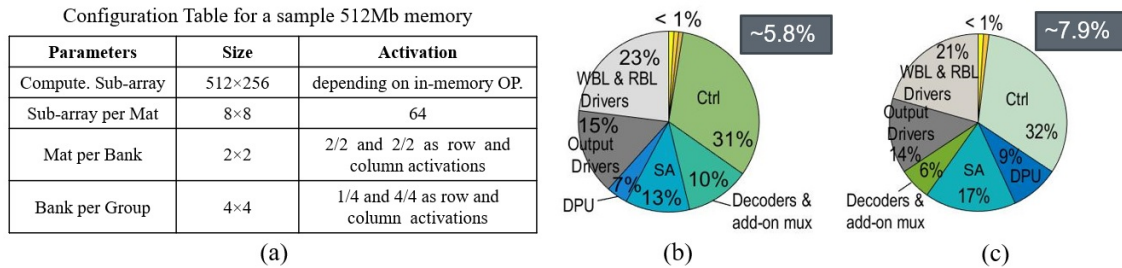 Configuration Table for a sample 512Mb memory
Parameters Size Activation
Compute. Sub-array 512×256 depending on in-memory OP.
Sub-array per Mat 8×8 64
Mat per Bank 2×2 2/2 and 2/2 as row and
column activations
Bank per Group 4×4 1/4 and 4/4 as row and
column activations
(a)
< 1%
~5.8%
23%
WBL & RBL
Drivers
Ctrl
15%
Output
Drivers
31%
7%
SA
10%
13%
DPU
Decoders &
add-on mux
(b)
< 1%
~7.9%
21%
WBL & RBL
Drivers
Ctrl
Output
Drivers
14%
32%
9%
6%
SA
DPU
17%
Decoders &
add-on mux
(c)